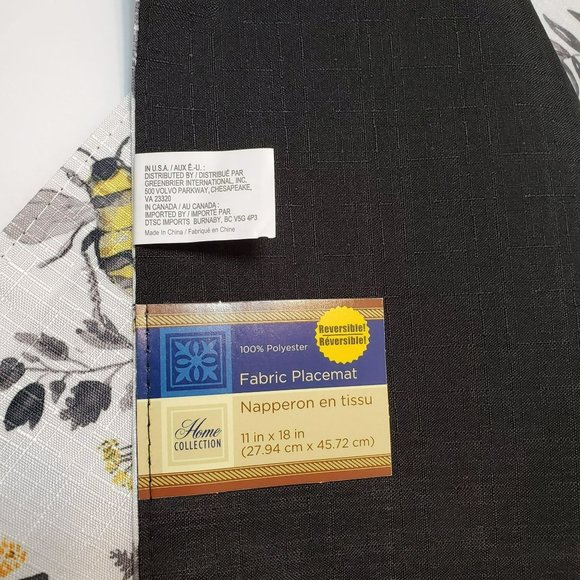 IN U.S.A. / AUX É.-U. :
DISTRIBUTED BY / DISTRIBUÉ PAR
GREENBRIER INTERNATIONAL, INC.
500 VOLVO PARKWAY, CHESAPEAKE,
VA 23320
IN CANADA / AU CANADA :
IMPORTED BY / IMPORTÉ PAR
DTSC IMPORTS BURNABY, BC V5G 4P3
Made In China / Fabriqué en Chine
Reversible!
Réversible!
100% Polyester
Fabric Placemat
Napperon en tissu
Home
COLLECTION
11 in x 18 in
(27.94 cm x 45.72 cm)